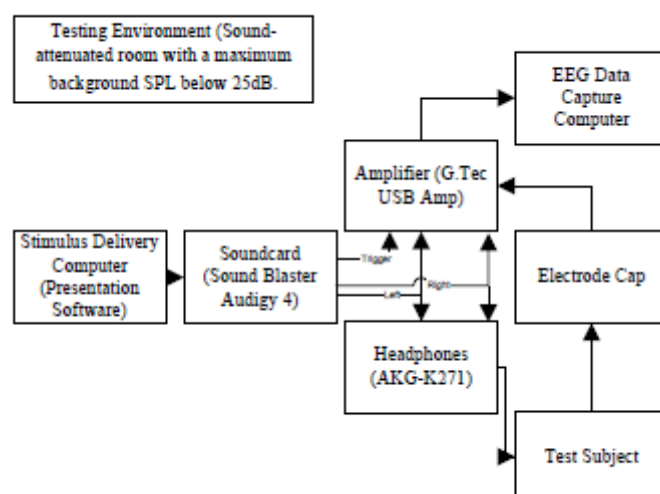 Testing Environment (Sound-
attenuated room with a maximum
background SPL below 25dB.
EEG Data
Capture
Computer
Amplifier (G.Tec
USB Amp)
Stimulus Delivery
Computer
(Presentation
Software)
Soundcard
(Sound Blaster
Audigy 4)
Trigger
Right
Left
Electrode Cap
Headphones
(AKG-K271)
Test Subject